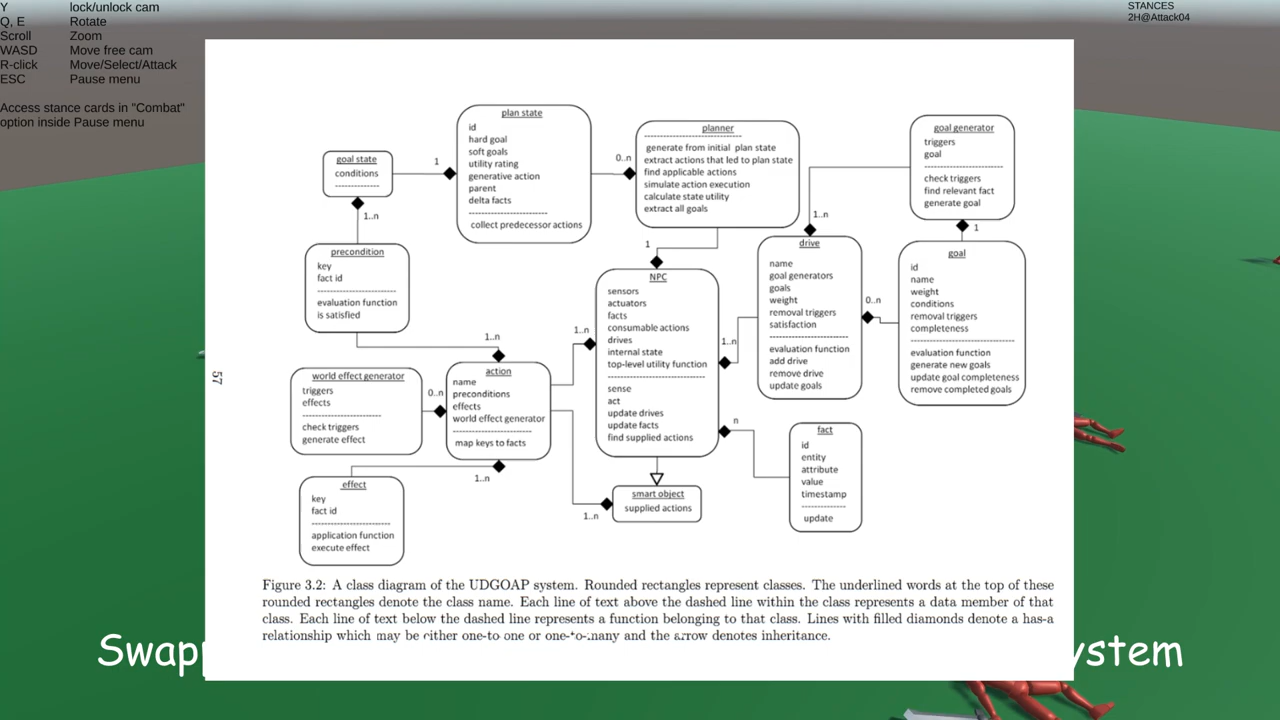 Y lock/unlock cam
Q, E Rotate
Scroll Zoom
WASD Move free cam
R-click Move/Select/Attack
ESC Pause menu
Access stance cards in "Combat"
option inside Pause menu
STANCES
2H@Attack04
plan state
id
hard goal
soft goals
utility rating
generative action
parent
delta facts
collect predecessor actions
planner
generate from initial plan state
extract actions that led to plan state
find applicable actions
simulate action execution
calculate state utility
extract all goals
goal generator
triggers
goal
check triggers
find relevant fact
generate goal
goal state
conditions
1
0..n
1..n
1..n
1
1
precondition
key
fact id
evaluation function
is satisfied
NPC
sensors
actuators
facts
consumable actions
drives
internal state
top-level utility function
sense
act
update drives
update facts
find supplied actions
drive
name
goal generators
goals
weight
removal triggers
satisfaction
evaluation function
add drive
remove drive
update goals
goal
id
name
weight
conditions
removal triggers
completeness
evaluation function
generate new goals
update goal completeness
remove completed goals
0..n
1..n
1..n
1..n
world effect generator
triggers
effects
check triggers
generate effect
0..n
action
name
preconditions
effects
world effect generator
map keys to facts
57
n
fact
id
entity
attribute
value
timestamp
update
1..n
effect
key
fact id
application function
execute effect
smart object
supplied actions
1..n
Figure 3.2: A class diagram of the UDGOAP system. Rounded rectangles represent classes. The underlined words at the top of these
rounded rectangles denote the class name. Each line of text above the dashed line within the class represents a data member of that
class. Each line of text below the dashed line represents a function belonging to that class. Lines with filled diamonds denote a has-a
relationship which may be either one-to one or one-to-many and the arrow denotes inheritance.
Swap ystem